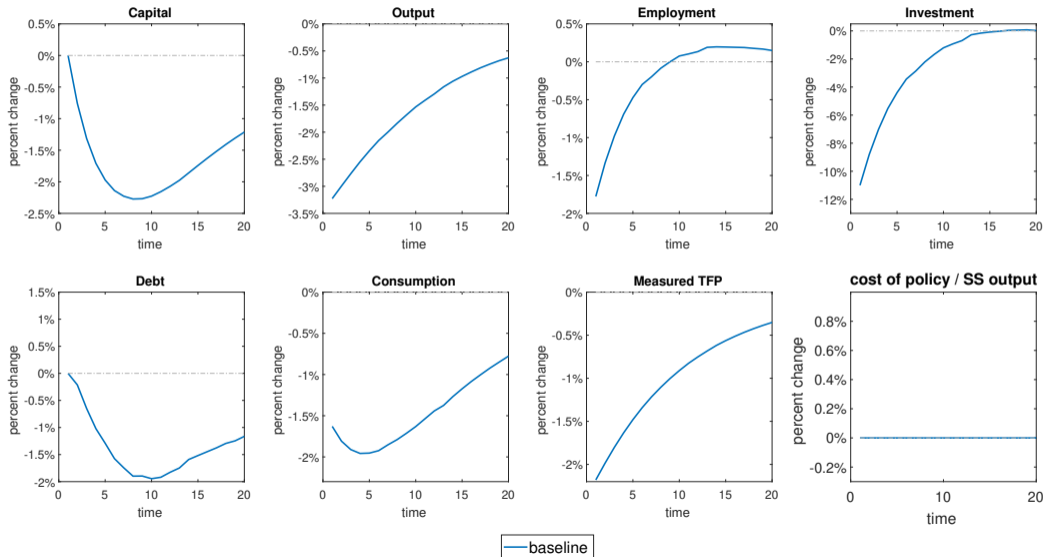 Capital
0.5%
0%
-0.5%
-1%
-1.5%
-2%
-2.5%
percent change
0 5 10 15 20
time
Output
0%
-0.5%
-1%
-1.5%
-2%
-2.5%
-3%
-3.5%
percent change
0 5 10 15 20
time
Employment
0.5%
0%
-0.5%
-1%
-1.5%
-2%
percent change
0 5 10 15 20
time
Investment
0%
-2%
-4%
-6%
-8%
-10%
-12%
percent change
0 5 10 15 20
time
Debt
1.5%
1%
0.5%
0%
-0.5%
-1%
-1.5%
-2%
percent change
0 5 10 15 20
time
Consumption
0%
-0.5%
-1%
-1.5%
-2%
percent change
0 5 10 15 20
time
Measured TFP
0%
-0.5%
-1%
-1.5%
-2%
percent change
0 5 10 15 20
time
cost of policy / SS output
0.8%
0.6%
0.4%
0.2%
0%
-0.2%
percent change
0 5 10 15 20
time
baseline